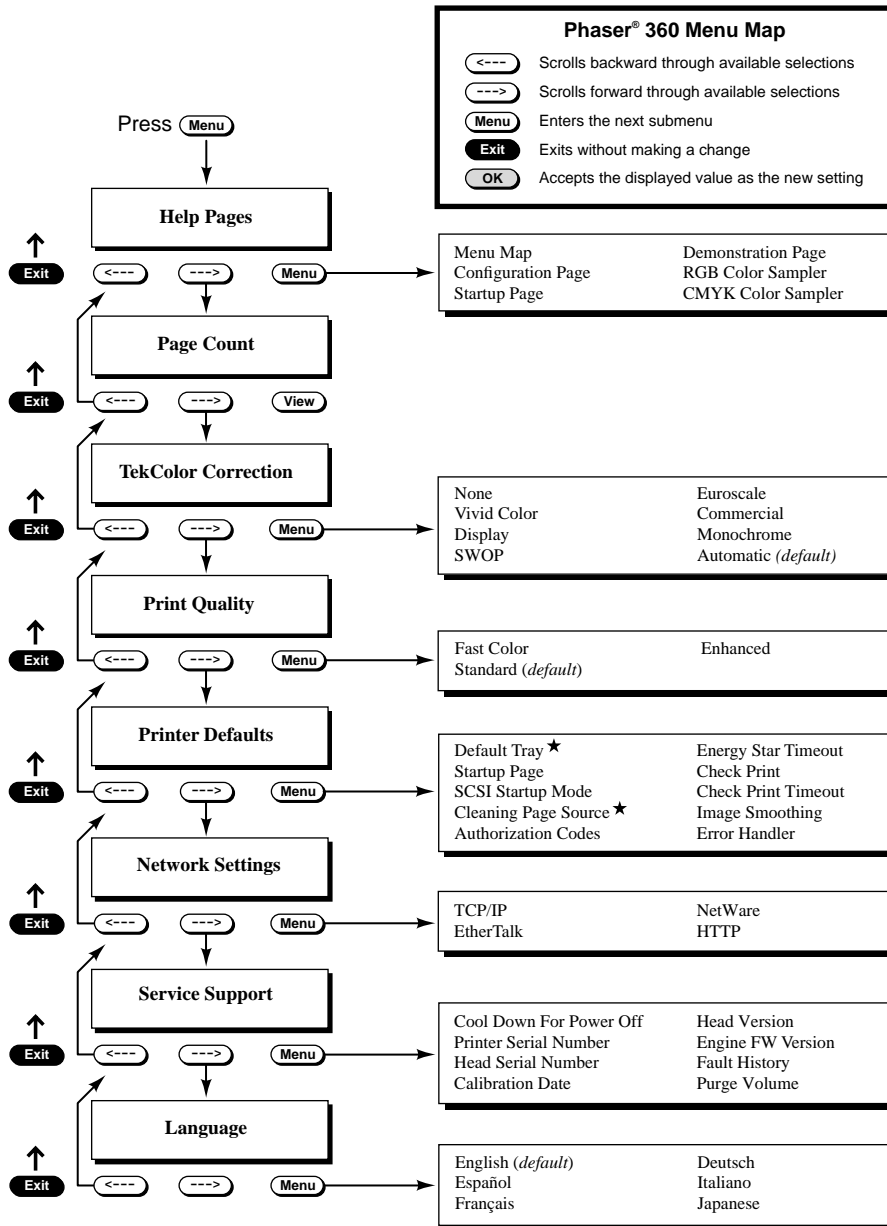 Phaser® 360 Menu Map
<--- Scrolls backward through available selections
---> Scrolls forward through available selections
Menu Enters the next submenu
Exit Exits without making a change
OK Accepts the displayed value as the new setting
Press Menu
Help Pages
Exit <--- ---> Menu
Menu Map Demonstration Page
Configuration Page RGB Color Sampler
Startup Page CMYK Color Sampler
Page Count
Exit <--- ---> View
TekColor Correction
Exit <--- ---> Menu
None Euroscale
Vivid Color Commercial
Display Monochrome
SWOP Automatic (default)
Print Quality
Exit <--- ---> Menu
Fast Color Enhanced
Standard (default)
Printer Defaults
Exit <--- ---> Menu
Default Tray★ Energy Star Timeout
Startup Page Check Print
SCSI Startup Mode Check Print Timeout
Cleaning Page Source★ Image Smoothing
Authorization Codes Error Handler
Network Settings
Exit <--- ---> Menu
TCP/IP NetWare
EtherTalk HTTP
Service Support
Exit <--- ---> Menu
Cool Down For Power Off Head Version
Printer Serial Number Engine FW Version
Head Serial Number Fault History
Calibration Date Purge Volume
Language
Exit <--- ---> Menu
English (default) Deutsch
Español Italiano
Français Japanese